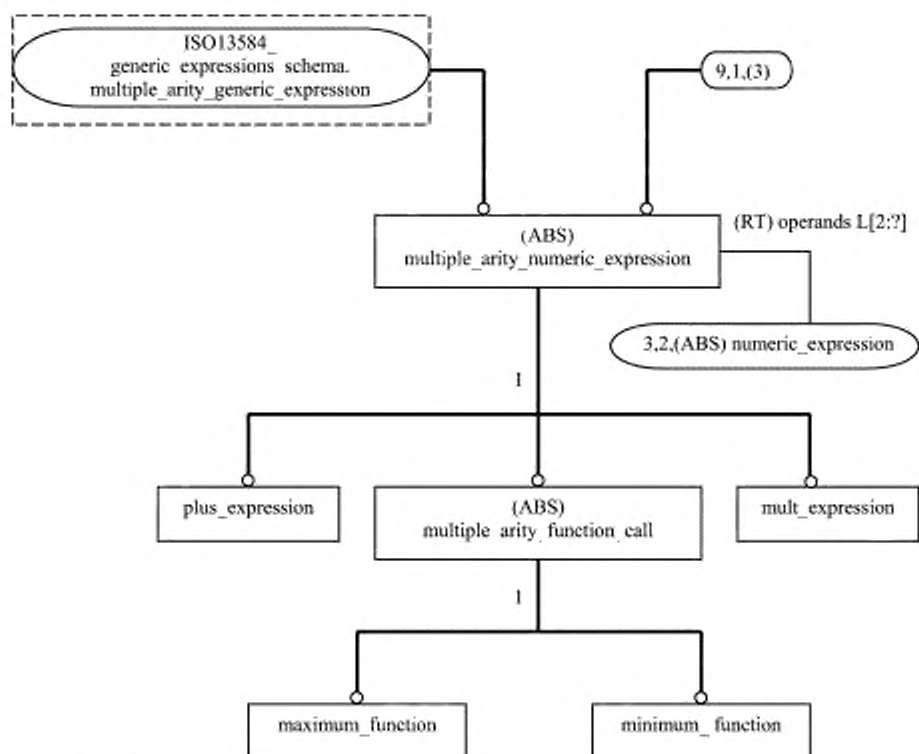 ISO13584_
generic expressions schema.
multiple_arity_generic_expression
9,1,(3)
(RT) operands L[2:?]
(ABS)
multiple_arity_numeric_expression
3,2,(ABS) numeric_expression
1
plus_expression
(ABS)
multiple arity function call
mult_expression
1
maximum_function
minimum_ function